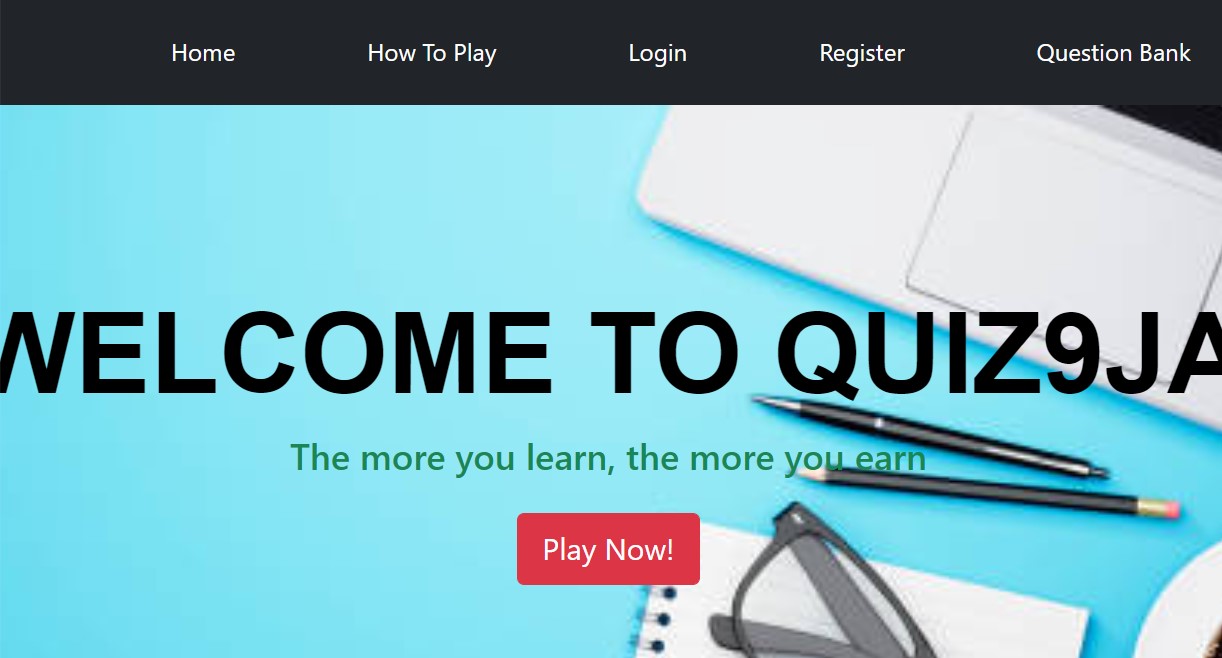 Home How To Play Login Register Question Bank
WELCOME TO QUIZ9JA
The more you learn, the more you earn
Play Now!